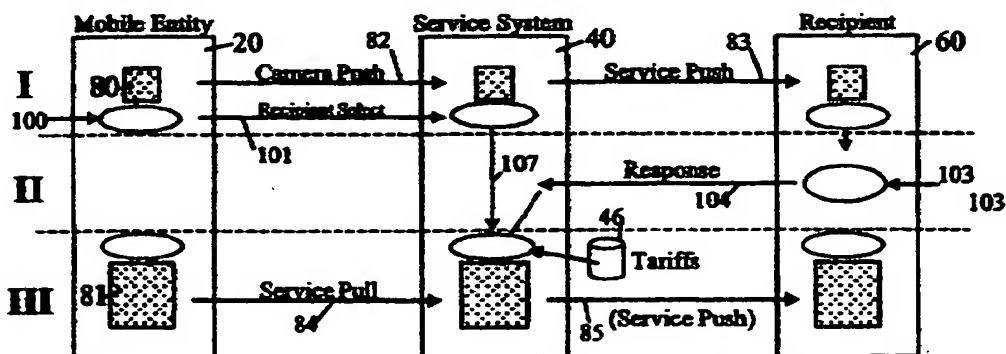 Mobile Entity
Service System
Recipient
20
82
40
83
60
I
80
Camera Push
Service Push
100
Recipient Select
101
II
107
Response
104
103
103
46
Tariffs
III
81
Service Pull
84
85
(Service Push)